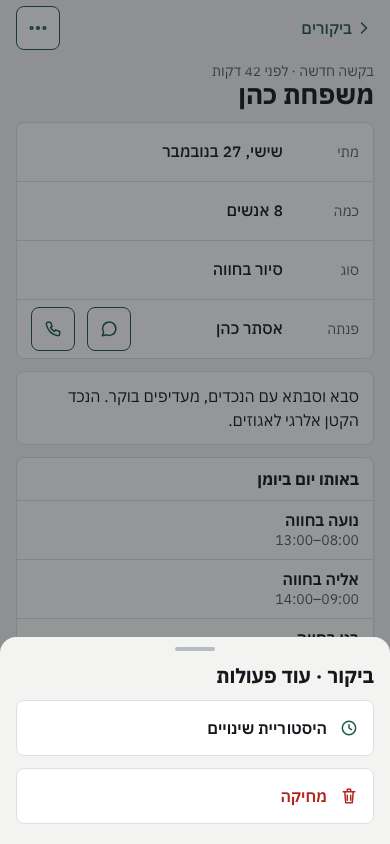 ביקורים
בקשה חדשה · לפני 42 דקות
משפחת כהן
מתי שישי, 27 בנובמבר
כמה 8 אנשים
סוג סיור בחווה
פנתה אסתר כהן
סבא וסבתא עם הנכדים, מעדיפים בוקר. הנכד
הקטן אלרגי לאגוזים.
באותו יום ביומן
נועה בחווה
08:00–13:00
אליה בחווה
09:00–14:00
ביקור · עוד פעולות
היסטוריית שינויים
מחיקה